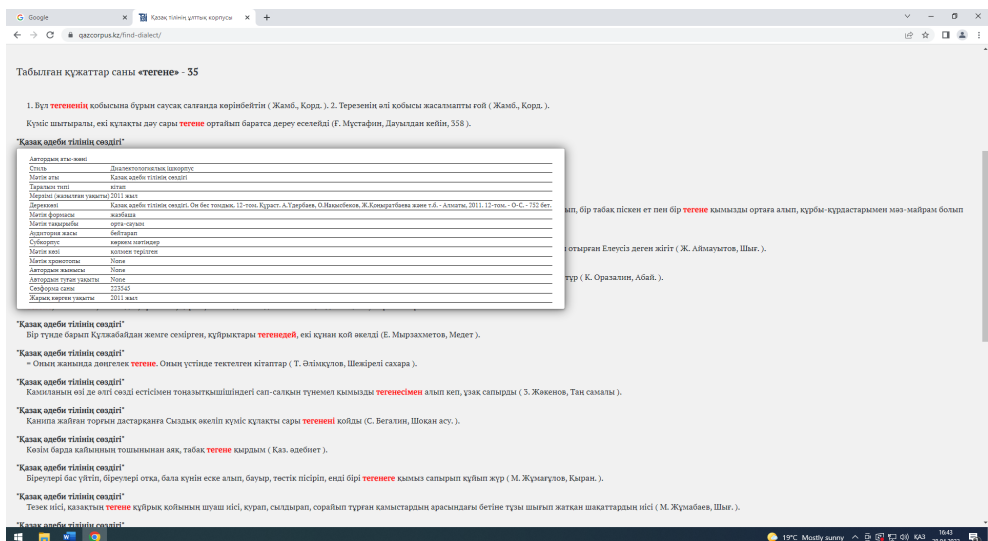 Google
Қазақ тілінің ұлттық корпусы
qazcorpus.kz/find-dialect/
Табылған құжаттар саны «тегене» - 35
1. Бұл тегененің қобысына бұрын саусақ салғанда көрінбейтін ( Жамб., Қорд. ). 2. Терезенің әлі қобысы жасалмапты ғой ( Жамб., Қорд. ).
Күміс шытыралы, екі құлақты дәу сары тегене ортайып баратса дереу еселейді (Ғ. Мұстафин, Дауылдан кейін, 358 ).
"Қазақ әдеби тілінің сөздігі"
Автордың аты-жөні
Стиль Диалектологиялық ішкорпус
Мәтін аты Қазақ әдеби тілінің сөздігі
Таралым типі кітап
Мерзімі (жазылған уақыты) 2011 жыл
Дереккөзі Қазақ әдеби тілінің сөздігі. Он бес томдық. 12-том. Құраст. А.Үдербаев, О.Нақысбеков, Ж.Қоңыратбаева және т.б. - Алматы, 2011. 12-том. - О-С. - 752 бет.
Мәтін формасы жазбаша
Мәтін тақырыбы орта-сауын
Аудитория жасы бейтарап
Субкорпус көркем мәтіндер
Мәтін көзі қолмен терілген
Мәтін хронотопы None
Автордың жынысы None
Автордың туған уақыты None
Сөзформа саны 223545
Жарық көрген уақыты 2011 жыл
ып, бір табақ піскен ет пен бір тегене қымызды ортаға алып, құрбы-құрдастарымен мәз-майрам болып
отырған Елеусіз деген жігіт ( Ж. Аймауытов, Шығ. ).
тұр ( К. Оразалин, Абай. ).
"Қазақ әдеби тілінің сөздігі"
Бір түнде барып Құлжабайдан жемге семірген, құйрықтары тегенедей, екі құнан қой әкелді (Е. Мырзахметов, Медет ).
"Қазақ әдеби тілінің сөздігі"
= Оның жанында дөңгелек тегене. Оның үстінде тектелген кітаптар ( Т. Әлімқұлов, Шежірелі сахара ).
"Қазақ әдеби тілінің сөздігі"
Камиланың өзі де әлгі сөзді естісімен тоңазытқышішіндегі сап-салқын түнемел қымызды тегенесімен алып кеп, ұзақ сапырды ( З. Жәкенов, Таң самалы ).
"Қазақ әдеби тілінің сөздігі"
Қанипа жайған торғын дастарқанға Сыздық әкеліп күміс құлақты сары тегенені қойды (С. Бегалин, Шоқан асу. ).
"Қазақ әдеби тілінің сөздігі"
Көзім барда қайыңның тошынынан аяқ, табақ тегене қырдым ( Қаз. әдебиет ).
"Қазақ әдеби тілінің сөздігі"
Біреулері бас үйтіп, біреулері отқа, бала күнін еске алып, бауыр, төстік пісіріп, енді бірі тегенеге қымыз сапырып құйып жүр ( М. Жұмағұлов, Қыран. ).
"Қазақ әдеби тілінің сөздігі"
Тезек иісі, қазақтың тегене құйрық қойының шуаш иісі, қурап, сылдырап, сорайып тұрған қамыстардың арасындағы бетіне тұзы шығып жатқан шақаттардың иісі ( М. Жұмабаев, Шығ. ).
"Қазақ әдеби тілінің сөздігі"
19°C Mostly sunny
КАЗ
16:43